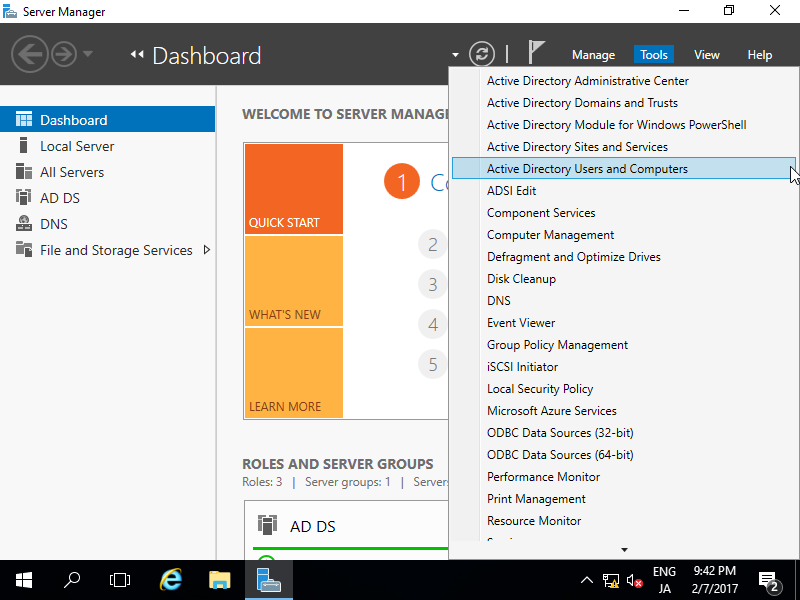 Server Manager
Dashboard
Manage Tools View Help
Dashboard
Local Server
All Servers
AD DS
DNS
File and Storage Services
WELCOME TO SERVER MANAG
QUICK START
WHAT'S NEW
LEARN MORE
1
2
3
4
5
ROLES AND SERVER GROUPS
Roles: 3 | Server groups: 1 | Servers
AD DS
Active Directory Administrative Center
Active Directory Domains and Trusts
Active Directory Module for Windows PowerShell
Active Directory Sites and Services
Active Directory Users and Computers
ADSI Edit
Component Services
Computer Management
Defragment and Optimize Drives
Disk Cleanup
DNS
Event Viewer
Group Policy Management
iSCSI Initiator
Local Security Policy
Microsoft Azure Services
ODBC Data Sources (32-bit)
ODBC Data Sources (64-bit)
Performance Monitor
Print Management
Resource Monitor
ENG
JA
9:42 PM
2/7/2017
2